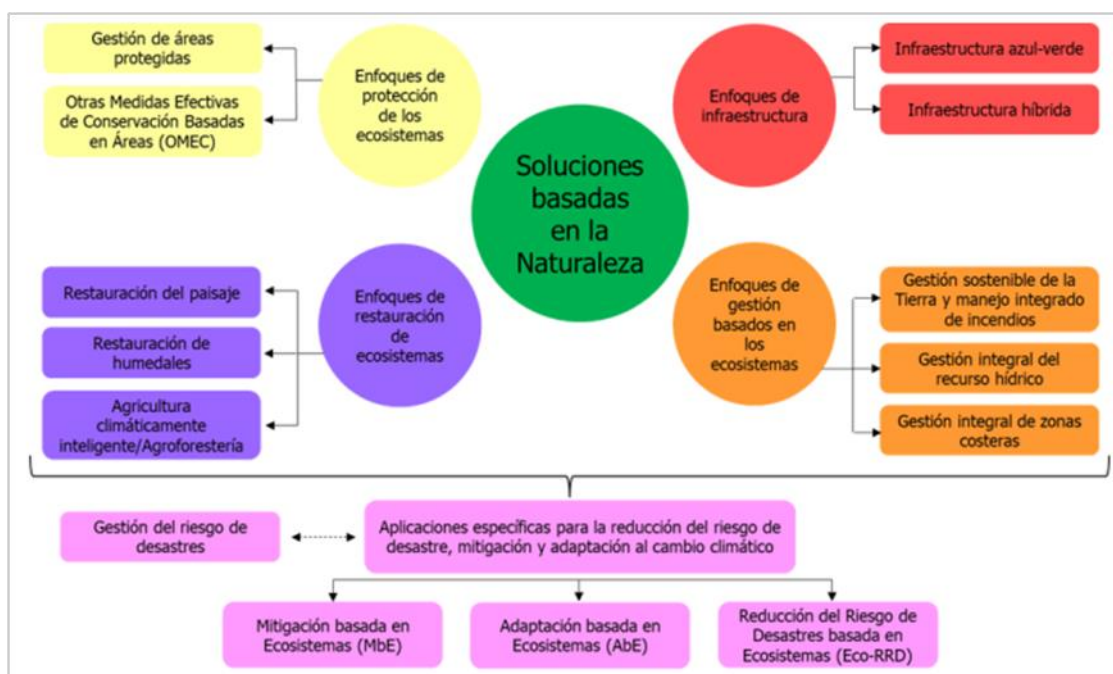 Gestión de áreas
protegidas
Otras Medidas Efectivas
de Conservación Basadas
en Áreas (OMEC)
Enfoques de
protección
de los
ecosistemas
Soluciones
basadas
en la
Naturaleza
Enfoques de
infraestructura
Infraestructura azul-verde
Infraestructura híbrida
Restauración del paisaje
Restauración de
humedales
Agricultura
climáticamente
inteligente/Agroforestería
Enfoques de
restauración
de
ecosistemas
Enfoques de
gestión
basados en
los
ecosistemas
Gestión sostenible de la
Tierra y manejo integrado
de incendios
Gestión integral del
recurso hídrico
Gestión integral de zonas
costeras
Gestión del riesgo de
desastres
Aplicaciones específicas para la reducción del riesgo de
desastre, mitigación y adaptación al cambio climático
Mitigación basada en
Ecosistemas (MbE)
Adaptación basada en
Ecosistemas (AbE)
Reducción del Riesgo de
Desastres basada en
Ecosistemas (Eco-RRD)